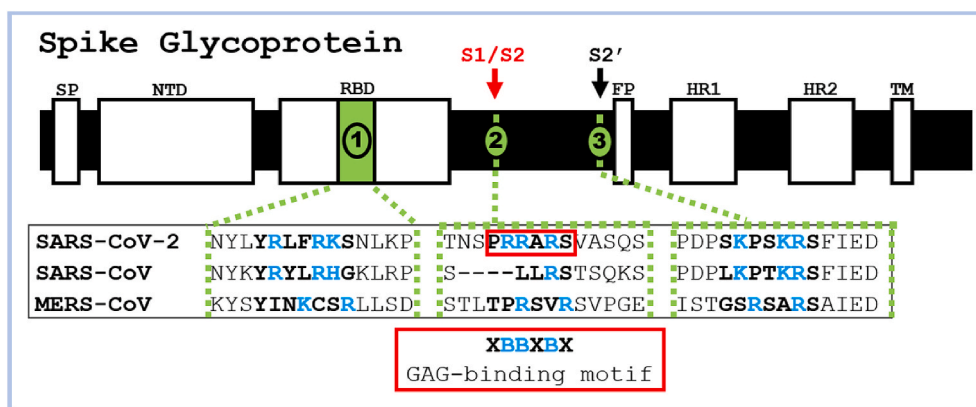 Spike Glycoprotein
S1/S2 S2’
SP NTD RBD FP HR1 HR2 TM
1 2 3
SARS-CoV-2 NYLYRLFRKSNLKP TNSPRRARSVASQS PDPSKPSKRSFIED
SARS-CoV NYKYRYLRHGKLRP S----LLRSTSQKS PDPLKPTKRSFIED
MERS-CoV KYSYINKCSRLLSD STLTPRSVRSVPGE ISTGSRSARSAIED
XBBXBX
GAG-binding motif